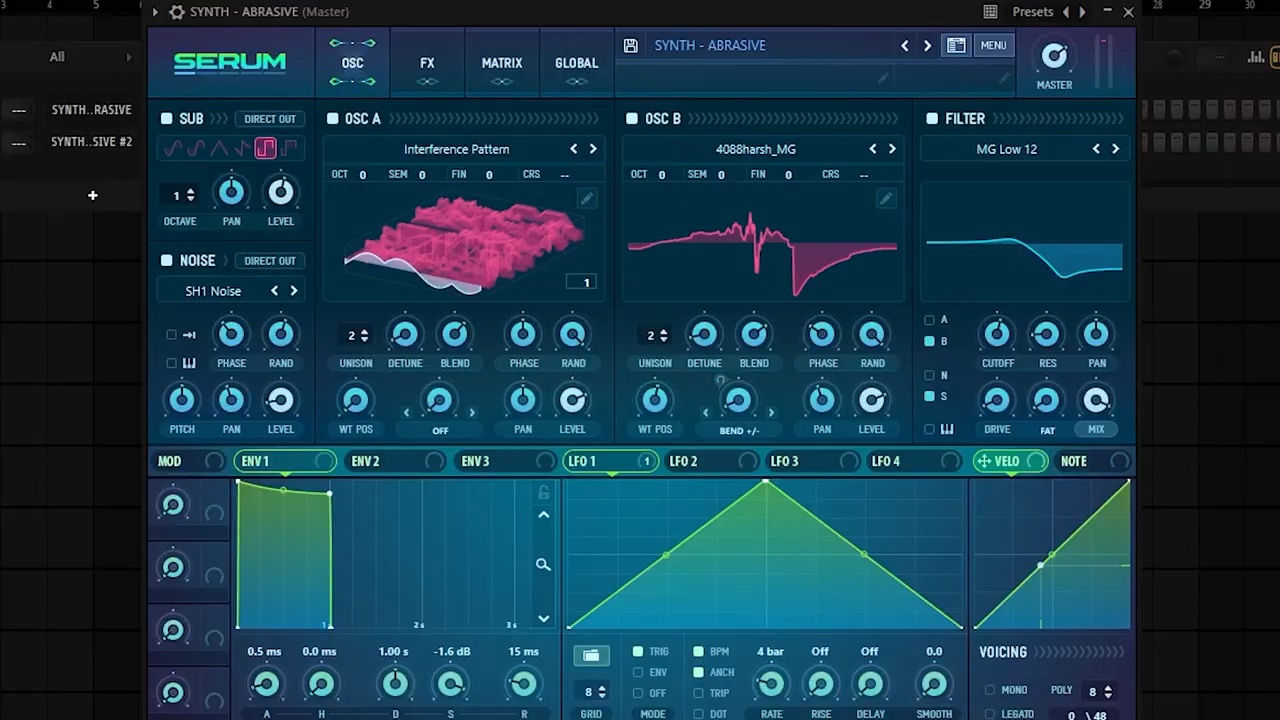 3 4 5 SYNTH - ABRASIVE (Master) Presets 28 29 30
All
SERUM OSC FX MATRIX GLOBAL SYNTH - ABRASIVE MENU MASTER
--- SYNTH..RASIVE
--- SYNTH..SIVE #2
SUB DIRECT OUT OSC A OSC B FILTER
Interference Pattern 4088harsh_MG MG Low 12
OCT 0 SEM 0 FIN 0 CRS -- OCT 0 SEM 0 FIN 0 CRS --
1
OCTAVE PAN LEVEL
NOISE DIRECT OUT
SH1 Noise 1
A
2 2 B
PHASE RAND UNISON DETUNE BLEND PHASE RAND UNISON DETUNE BLEND PHASE RAND CUTOFF RES PAN
N
S
PITCH PAN LEVEL WT POS OFF PAN LEVEL WT POS BEND +/- PAN LEVEL DRIVE FAT MIX
MOD ENV 1 ENV 2 ENV 3 LFO 1 1 LFO 2 LFO 3 LFO 4 VELO NOTE
1 2 s 3 s
0.5 ms 0.0 ms 1.00 s -1.6 dB 15 ms TRIG BPM 4 bar Off Off 0.0 VOICING
ENV ANCH
8 OFF TRIP MONO POLY 8
A H D S R GRID MODE DOT RATE RISE DELAY SMOOTH LEGATO 0 \ 48